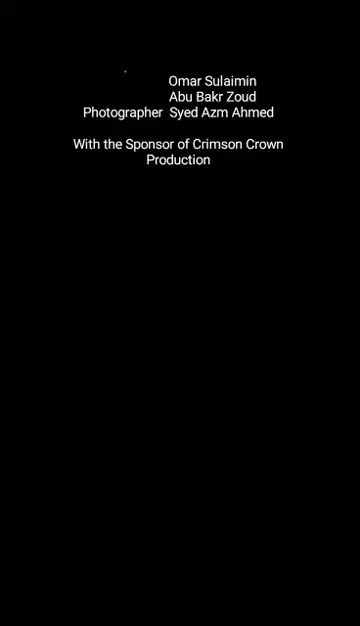 Omar Sulaimin
Abu Bakr Zoud
Photographer Syed Azm Ahmed
With the Sponsor of Crimson Crown
Production